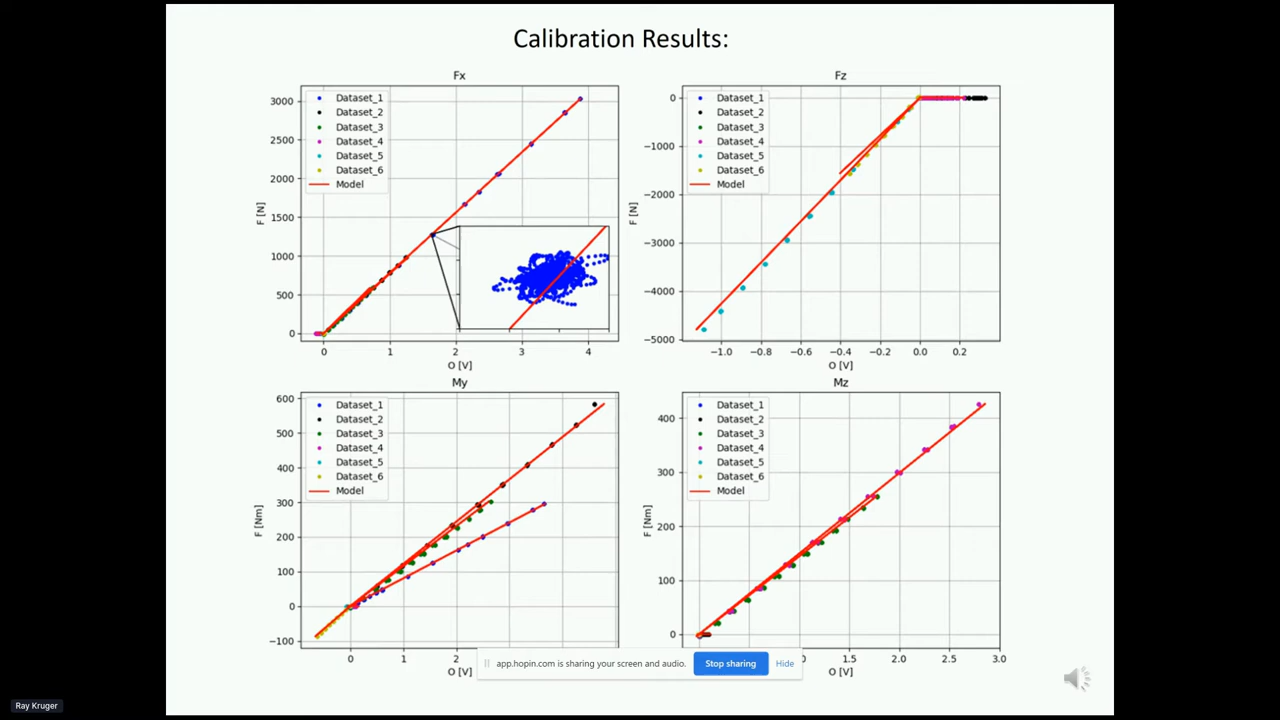 Calibration Results:
Fx
Dataset_1
Dataset_2
Dataset_3
Dataset_4
Dataset_5
Dataset_6
Model
3000
2500
2000
1500
1000
500
0
F [N]
0 1 2 3 4
O [V]
Fz
Dataset_1
Dataset_2
Dataset_3
Dataset_4
Dataset_5
Dataset_6
Model
0
−1000
−2000
−3000
−4000
−5000
F [N]
−1.0 −0.8 −0.6 −0.4 −0.2 0.0 0.2
O [V]
My
Dataset_1
Dataset_2
Dataset_3
Dataset_4
Dataset_5
Dataset_6
Model
600
500
400
300
200
100
0
−100
F [Nm]
0 1 2
O [V]
Mz
Dataset_1
Dataset_2
Dataset_3
Dataset_4
Dataset_5
Dataset_6
Model
400
300
200
100
0
F [Nm]
1.5 2.0 2.5 3.0
O [V]
app.hopin.com is sharing your screen and audio.
Stop sharing
Hide
Ray Kruger